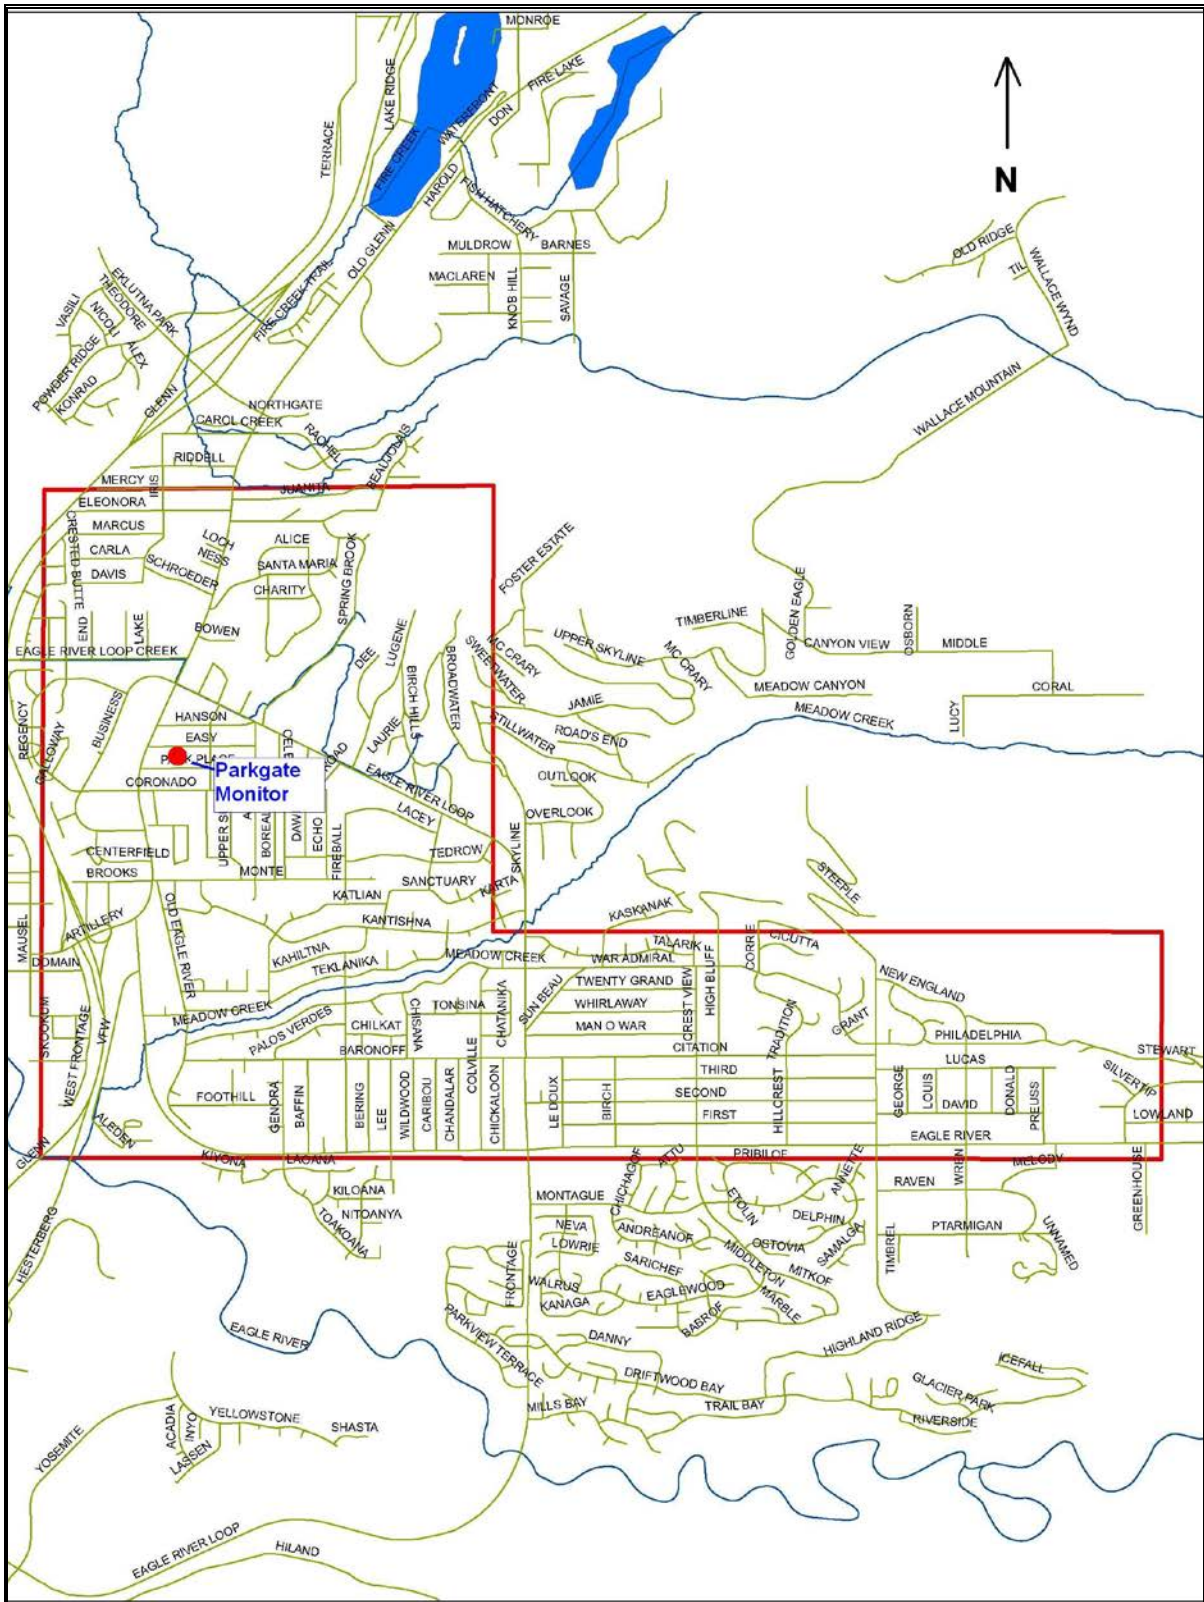 MONROE
FIRE LAKE
LAKE RIDGE
WATERFRONT
DON
TERRACE
FIRE CREEK
HAROLD
FISH HATCHERY
N
MULDROW
BARNES
OLD RIDGE
OLD GLENN
MACLAREN
TIL
WALLACE WYND
FIRE CREEK TRAIL
KNOB HILL
SAVAGE
EKLUTNA PARK
THEODORE
VASILI
NICOLI
ALEX
POWDER RIDGE
KONRAD
GLENN
NORTHGATE
CAROL CREEK
WALLACE MOUNTAIN
RACHEL
BEAUJOLAIS
RIDDELL
MERCY
IRIS
JUANITA
ELEONORA
CRESTED BUTTE
MARCUS
LOCH NESS
ALICE
CARLA
SCHROEDER
SANTA MARIA
SPRING BROOK
FOSTER ESTATE
DAVIS
CHARITY
GOLDEN EAGLE
END
LAKE
BOWEN
TIMBERLINE
OSBORN
LUGENE
UPPER SKYLINE
MC CRARY
CANYON VIEW
MIDDLE
EAGLE RIVER LOOP CREEK
DEE
BROADWATER
SWEETWATER
MC CRARY
BIRCH HILLS
MEADOW CANYON
CORAL
REGENCY
BUSINESS
HANSON
LAURIE
JAMIE
MEADOW CREEK
LUCY
GALLOWAY
EASY
STILLWATER
ROAD'S END
CELE
ROAD
Parkgate
Monitor
EAGLE RIVER LOOP
OUTLOOK
CORONADO
LACEY
OVERLOOK
UPPER S
A
BOREAL
DAW
ECHO
FIREBALL
SKYLINE
CENTERFIELD
TEDROW
BROOKS
MONTE
SANCTUARY
KARTA
STEEPLE
KATLIAN
MAUSEL
ARTILLERY
OLD EAGLE RIVER
KANTISHNA
KASKANAK
DOMAIN
KAHILTNA
TEKLANIKA
MEADOW CREEK
WAR ADMIRAL
TALARIK
CORRIE
CICUTTA
TWENTY GRAND
CREST VIEW
HIGH BLUFF
NEW ENGLAND
SKOOKUM
WEST FRONTAGE
VFW
MEADOW CREEK
PALOS VERDES
CHILKAT
CHISANA
TONSINA
CHATANIKA
SUN BEAU
WHIRLAWAY
MAN O WAR
TRADITION
GRANT
PHILADELPHIA
BARONOFF
COLVILLE
CITATION
LUCAS
STEWART
FOOTHILL
GENORA
BAFFIN
BERING
LEE
WILDWOOD
CARIBOU
CHANDALAR
CHICKALOON
LE DOUX
BIRCH
THIRD
SECOND
FIRST
HILLCREST
GEORGE
LOUIS
DAVID
DONALD
PREUSS
SILVERTIP
LOWLAND
ALEDEN
EAGLE RIVER
GLENN
KIYONA
LAGANA
ATTU
PRIBILOF
ANNETTE
WREN
MELODY
KILOANA
CHICHAGOF
RAVEN
GREENHOUSE
MONTAGUE
ETOLIN
TOAKOANA
NITOANYA
NEVA
ANDREANOF
DELPHIN
TIMBREL
PTARMIGAN
UNNAMED
HESTERBERG
LOWRIE
OSTOVIA
SAMALGA
FRONTAGE
SARICHEF
MIDDLETON
MITKOF
WALRUS
EAGLEWOOD
MARBLE
KANAGA
EAGLE RIVER
PARKVIEW TERRACE
DANNY
HIGHLAND RIDGE
ICEFALL
DRIFTWOOD BAY
GLACIER PARK
MILLS BAY
TRAIL BAY
RIVERSIDE
ACADIA
INYO
YELLOWSTONE
SHASTA
YOSEMITE
LASSEN
EAGLE RIVER LOOP
HILAND